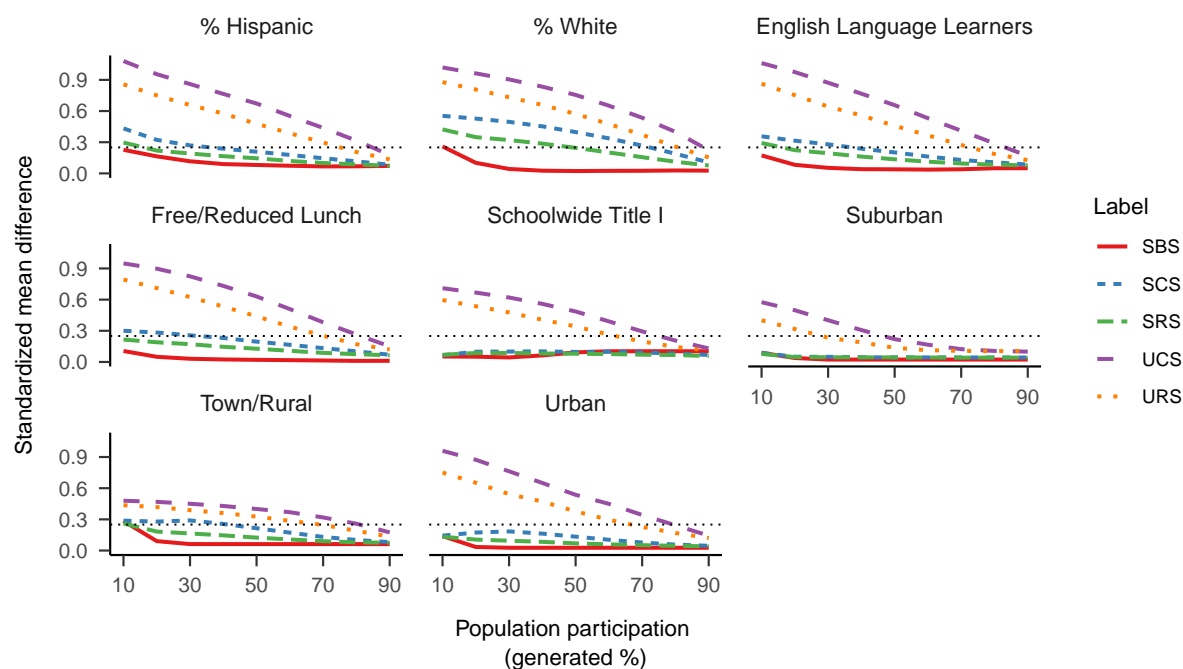 % Hispanic
% White
English Language Learners
0.9
0.6
0.3
0.0
Free/Reduced Lunch
Schoolwide Title I
Suburban
0.9
0.6
0.3
0.0
10 30 50 70 90
Town/Rural
Urban
0.9
0.6
0.3
0.0
10 30 50 70 90
10 30 50 70 90
Standardized mean difference
Population participation
(generated %)
Label
SBS
SCS
SRS
UCS
URS